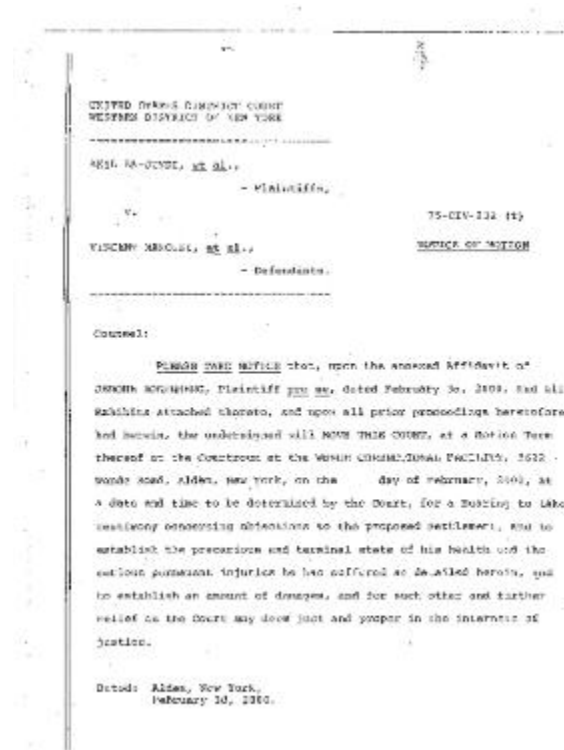 UNITED STATES DISTRICT COURT
WESTERN DISTRICT OF NEW YORK
et al.,
- Plaintiffs,
v.
75-CIV-132
VINCENT et al.,
NOTICE OF MOTION
- Defendants.
Counsel:
PLEASE TAKE NOTICE that, upon the annexed Affidavit of
Plaintiff pro se, dated February 2000, and all
Exhibits attached thereto, and upon all prior proceedings heretofore
had herein, the undersigned will MOVE THIS COURT, at a Motion Term
thereof at the Courtroom at the CORRECTIONAL FACILITY, 3622
Road, Alden, New York, on the day of February, 2000, at
a date and time to be determined by the Court, for a Hearing to take
testimony concerning objections to the proposed settlement, and to
establish the precarious and terminal state of his health and the
serious permanent injuries he has suffered as detailed herein, and
to establish an amount of damages, and for such other and further
relief as the Court may deem just and proper in the interests of
justice.
Dated: Alden, New York,
February 2000.